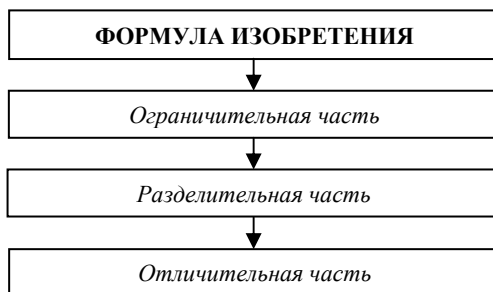 ФОРМУЛА ИЗОБРЕТЕНИЯ
Ограничительная часть
Разделительная часть
Отличительная часть